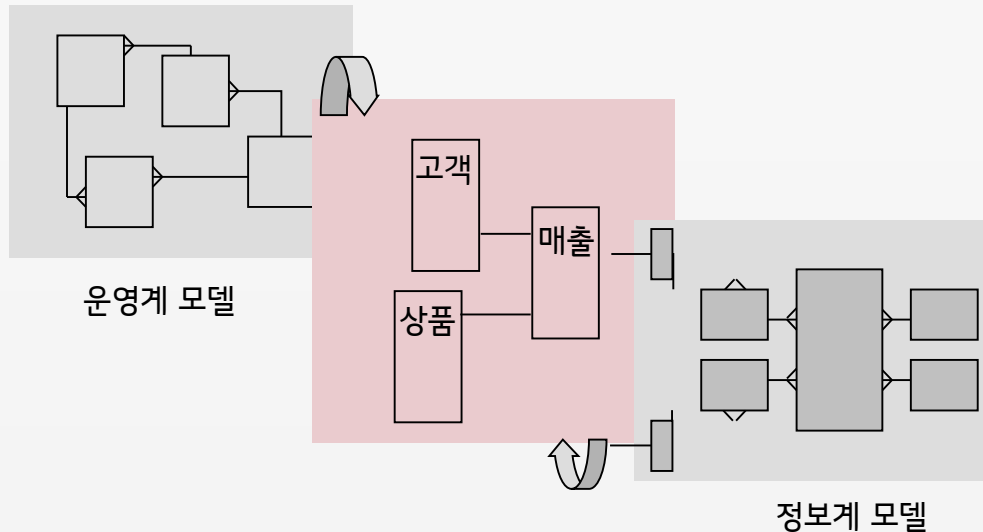 고객
매출
상품
운영계 모델
정보계 모델